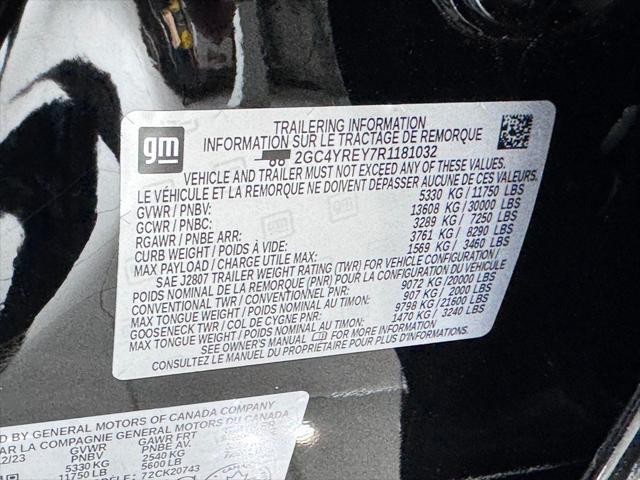 gm
TRAILERING INFORMATION
INFORMATION SUR LE TRACTAGE DE REMORQUE
2GC4YREY7R1181032
VEHICLE AND TRAILER MUST NOT EXCEED ANY OF THESE VALUES.
LE VÉHICULE ET LA REMORQUE NE DOIVENT DÉPASSER AUCUNE DE CES VALEURS.
GVWR / PNBV: 5330 KG / 11750 LBS
GCWR / PNBC: 13608 KG / 30000 LBS
RGAWR / PNBE ARR: 3289 KG / 7250 LBS
CURB WEIGHT / POIDS À VIDE: 3761 KG / 8290 LBS
MAX PAYLOAD / CHARGE UTILE MAX: 1569 KG / 3460 LBS
SAE J2807 TRAILER WEIGHT RATING (TWR) FOR VEHICLE CONFIGURATION /
POIDS NOMINAL DE LA REMORQUE (PNR) POUR LA CONFIGURATION DU VÉHICULE
CONVENTIONAL TWR / CONVENTIONNEL PNR: 9072 KG /20000 LBS
MAX TONGUE WEIGHT / POIDS NOMINAL AU TIMON: 907 KG / 2000 LBS
GOOSENECK TWR / COL DE CYGNE PNR: 9798 KG /21600 LBS
MAX TONGUE WEIGHT / POIDS NOMINAL AU TIMON: 1470 KG / 3240 LBS
SEE OWNER'S MANUAL FOR MORE INFORMATION
CONSULTEZ LE MANUEL DU PROPRIÉTAIRE POUR PLUS D'INFORMATIONS.
D BY GENERAL MOTORS OF CANADA COMPANY
AR LA COMPAGNIE GENERAL MOTORS DU CANADA
2/23 GVWR GAWR FRT
PNBV PNBE AV.
5330 KG 2540 KG
11750 LB 5600 LB
72CK20743